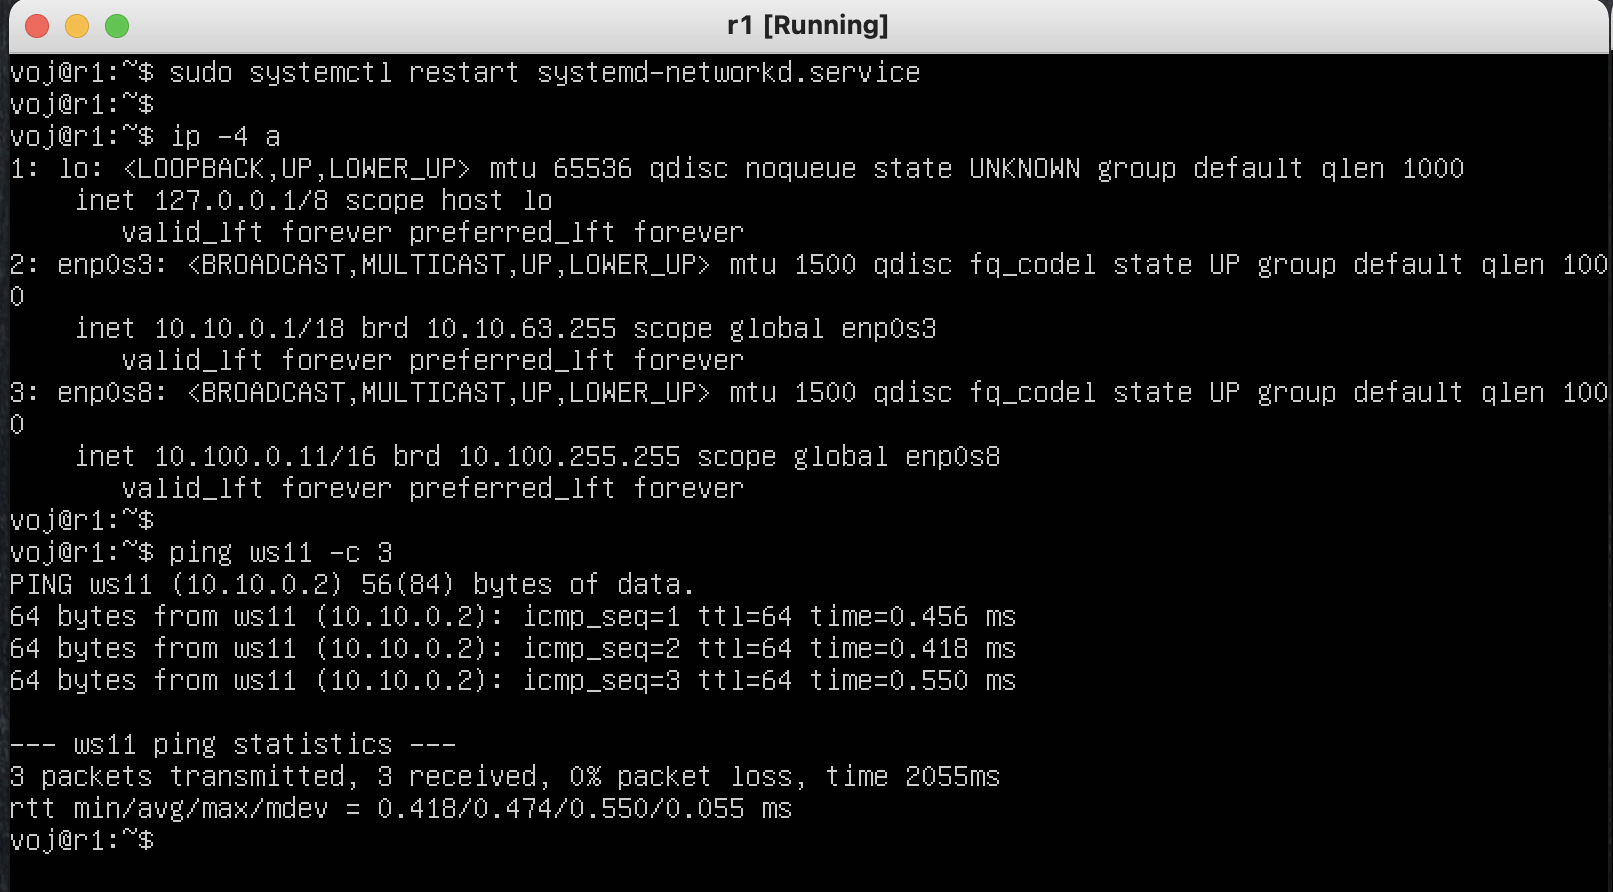 r1 [Running]
voj@r1:~$ sudo systemctl restart systemd-networkd.service
voj@r1:~$
voj@r1:~$ ip -4 a
1: lo: <LOOPBACK,UP,LOWER_UP> mtu 65536 qdisc noqueue state UNKNOWN group default qlen 1000
    inet 127.0.0.1/8 scope host lo
       valid_lft forever preferred_lft forever
2: enp0s3: <BROADCAST,MULTICAST,UP,LOWER_UP> mtu 1500 qdisc fq_codel state UP group default qlen 100
0
    inet 10.10.0.1/18 brd 10.10.63.255 scope global enp0s3
       valid_lft forever preferred_lft forever
3: enp0s8: <BROADCAST,MULTICAST,UP,LOWER_UP> mtu 1500 qdisc fq_codel state UP group default qlen 100
0
    inet 10.100.0.11/16 brd 10.100.255.255 scope global enp0s8
       valid_lft forever preferred_lft forever
voj@r1:~$
voj@r1:~$ ping ws11 -c 3
PING ws11 (10.10.0.2) 56(84) bytes of data.
64 bytes from ws11 (10.10.0.2): icmp_seq=1 ttl=64 time=0.456 ms
64 bytes from ws11 (10.10.0.2): icmp_seq=2 ttl=64 time=0.418 ms
64 bytes from ws11 (10.10.0.2): icmp_seq=3 ttl=64 time=0.550 ms

--- ws11 ping statistics ---
3 packets transmitted, 3 received, 0% packet loss, time 2055ms
rtt min/avg/max/mdev = 0.418/0.474/0.550/0.055 ms
voj@r1:~$